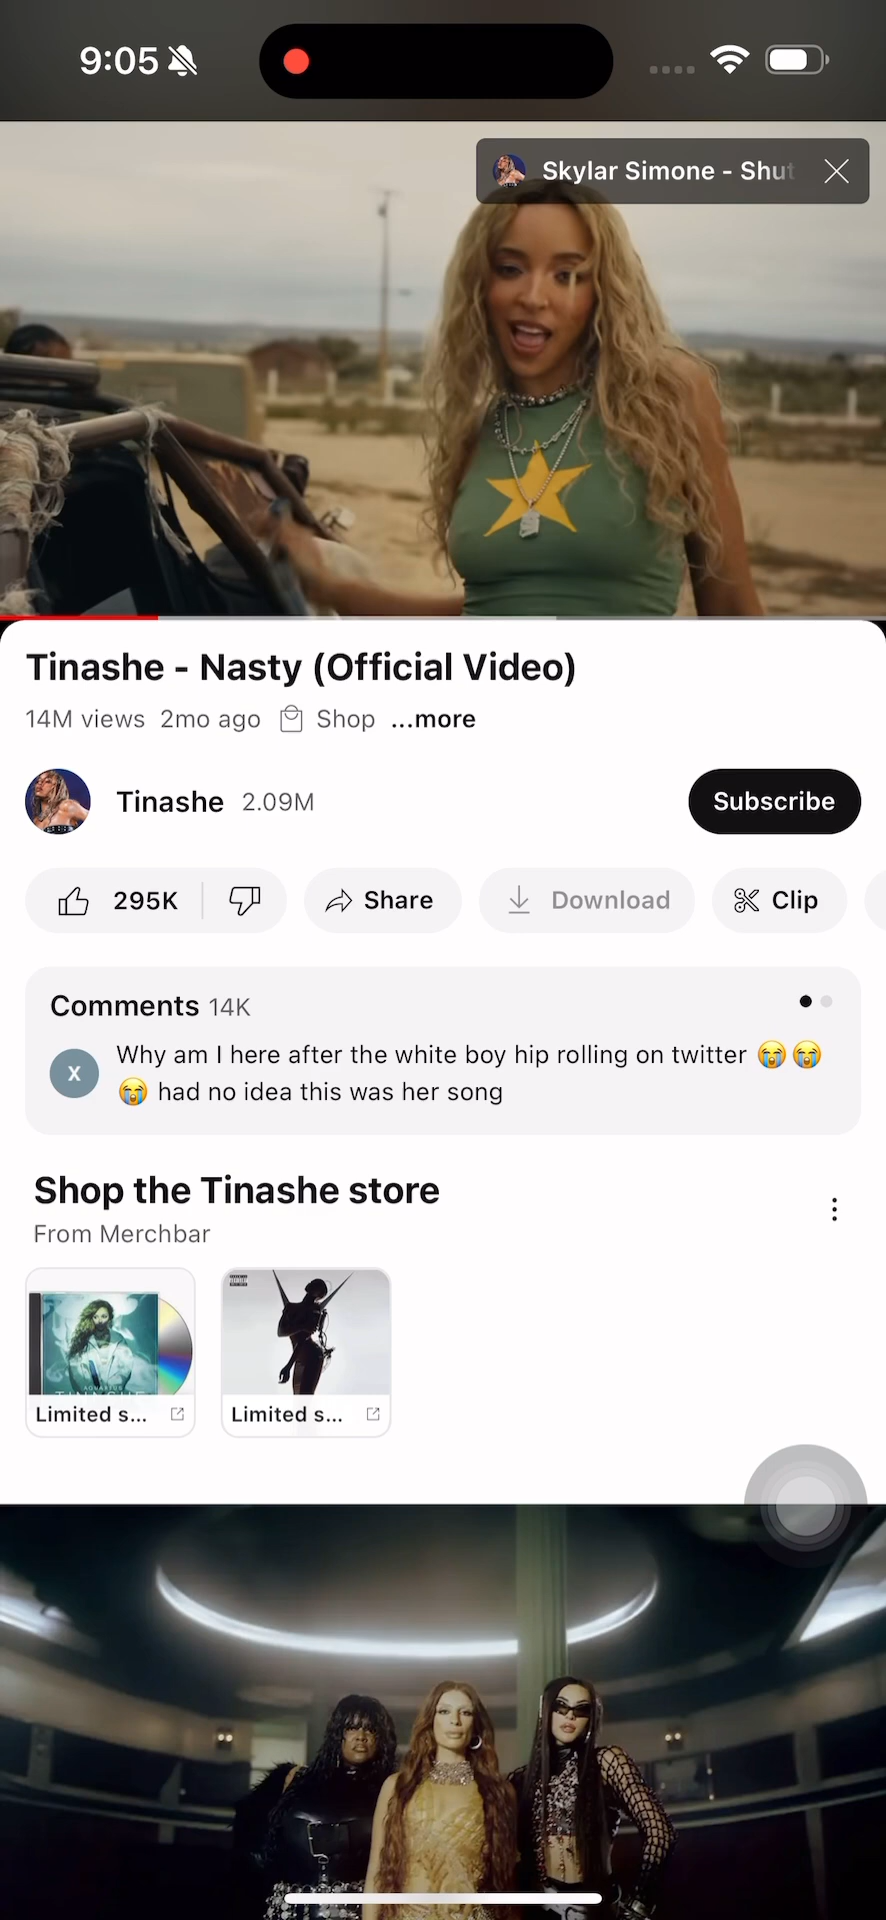 9:05
Skylar Simone - Shut
Tinashe - Nasty (Official Video)
14M views 2mo ago Shop ...more
Tinashe 2.09M
Subscribe
295K
Share
Download
Clip
Comments 14K
X
Why am I here after the white boy hip rolling on twitter 😭😭
😭 had no idea this was her song
Shop the Tinashe store
From Merchbar
TINASHE
Limited s...
Limited s...